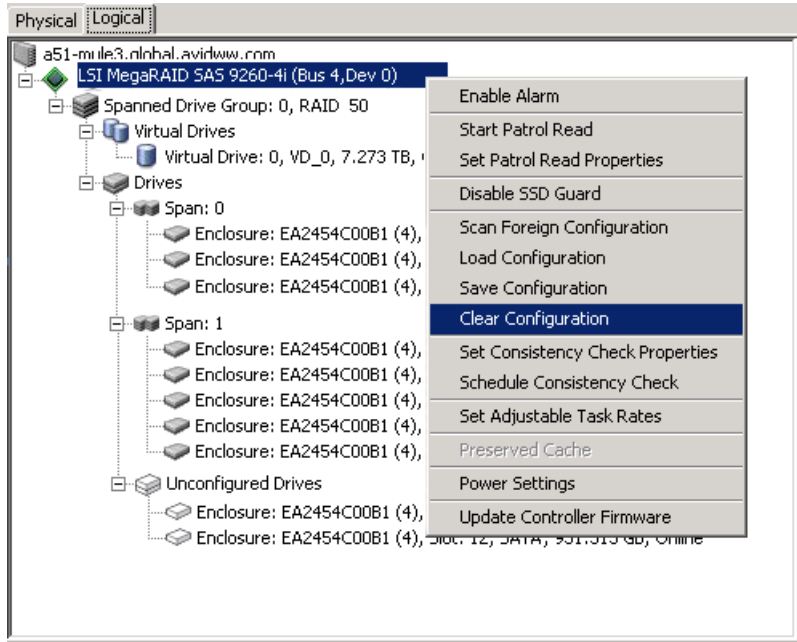 Physical Logical
a51-mule3.global.avidww.com
LSI MegaRAID SAS 9260-4i (Bus 4,Dev 0)
Spanned Drive Group: 0, RAID 50
Virtual Drives
Virtual Drive: 0, VD_0, 7.273 TB,
Drives
Span: 0
Enclosure: EA2454C00B1 (4),
Enclosure: EA2454C00B1 (4),
Enclosure: EA2454C00B1 (4),
Span: 1
Enclosure: EA2454C00B1 (4),
Enclosure: EA2454C00B1 (4),
Enclosure: EA2454C00B1 (4),
Enclosure: EA2454C00B1 (4),
Enclosure: EA2454C00B1 (4),
Unconfigured Drives
Enclosure: EA2454C00B1 (4),
Enclosure: EA2454C00B1 (4), Slot: 12, SATA, 931.513 GB, Online
Enable Alarm
Start Patrol Read
Set Patrol Read Properties
Disable SSD Guard
Scan Foreign Configuration
Load Configuration
Save Configuration
Clear Configuration
Set Consistency Check Properties
Schedule Consistency Check
Set Adjustable Task Rates
Preserved Cache
Power Settings
Update Controller Firmware